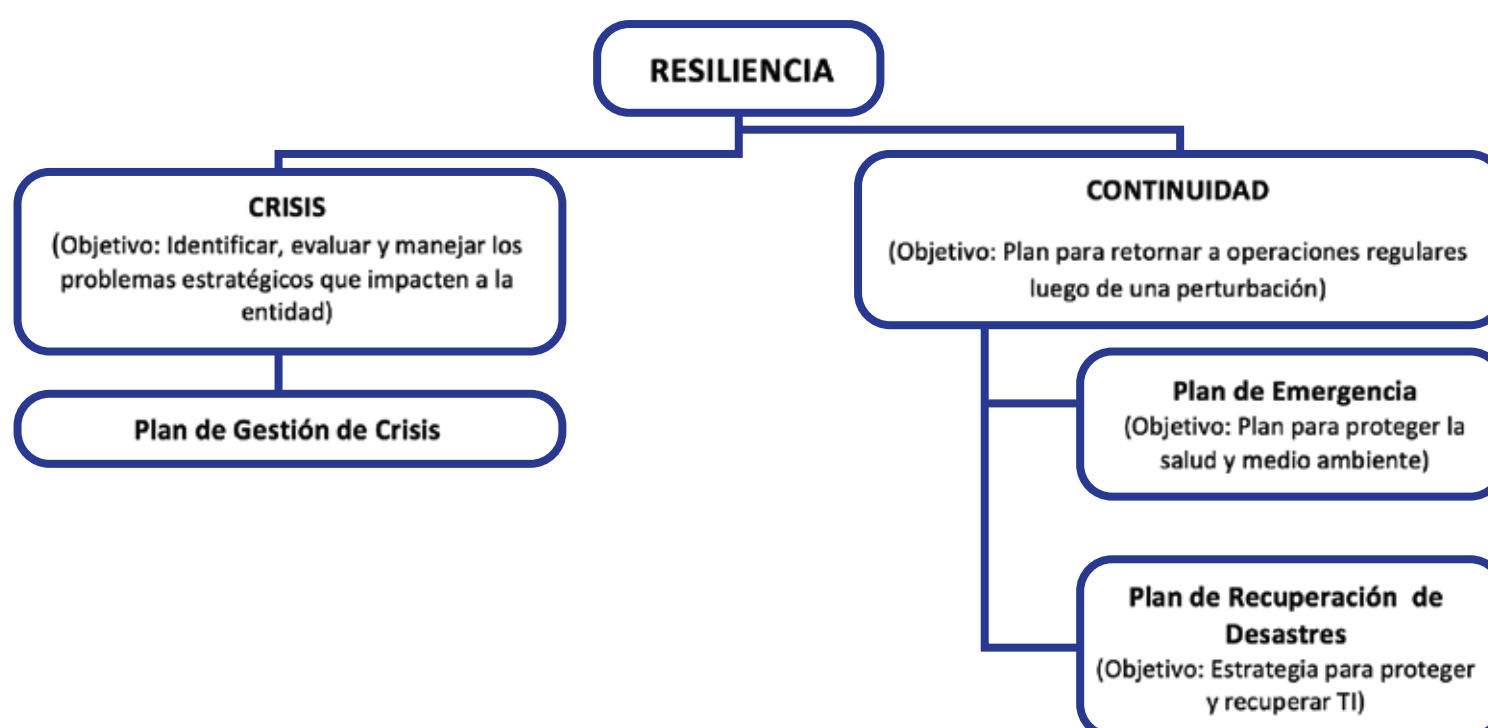 RESILIENCIA
CRISIS
(Objetivo: Identificar, evaluar y manejar los
problemas estratégicos que impacten a la
entidad)
Plan de Gestión de Crisis
CONTINUIDAD
(Objetivo: Plan para retornar a operaciones regulares
luego de una perturbación)
Plan de Emergencia
(Objetivo: Plan para proteger la
salud y medio ambiente)
Plan de Recuperación de
Desastres
(Objetivo: Estrategia para proteger
y recuperar TI)